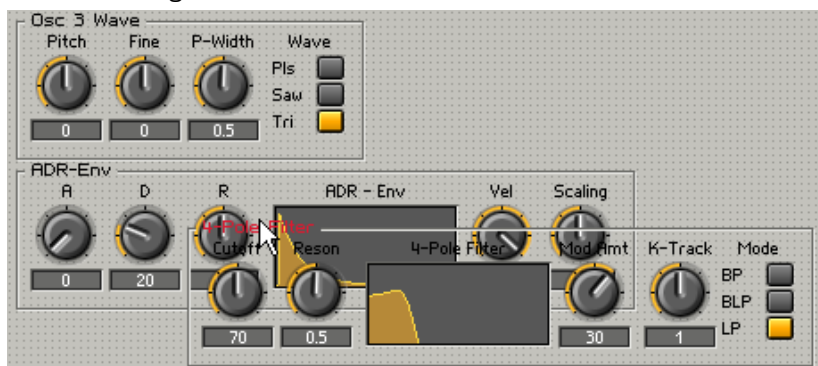 Osc 3 Wave
Pitch Fine P-Width Wave
Pls
Saw
Tri
0 0 0.5
ADR-Env
A D R ADR - Env Vel Scaling
4-Pole Filter
Cutoff Reson 4-Pole Filter Mod Amt K-Track Mode
0 20
BP
BLP
LP
70 0.5 30 1